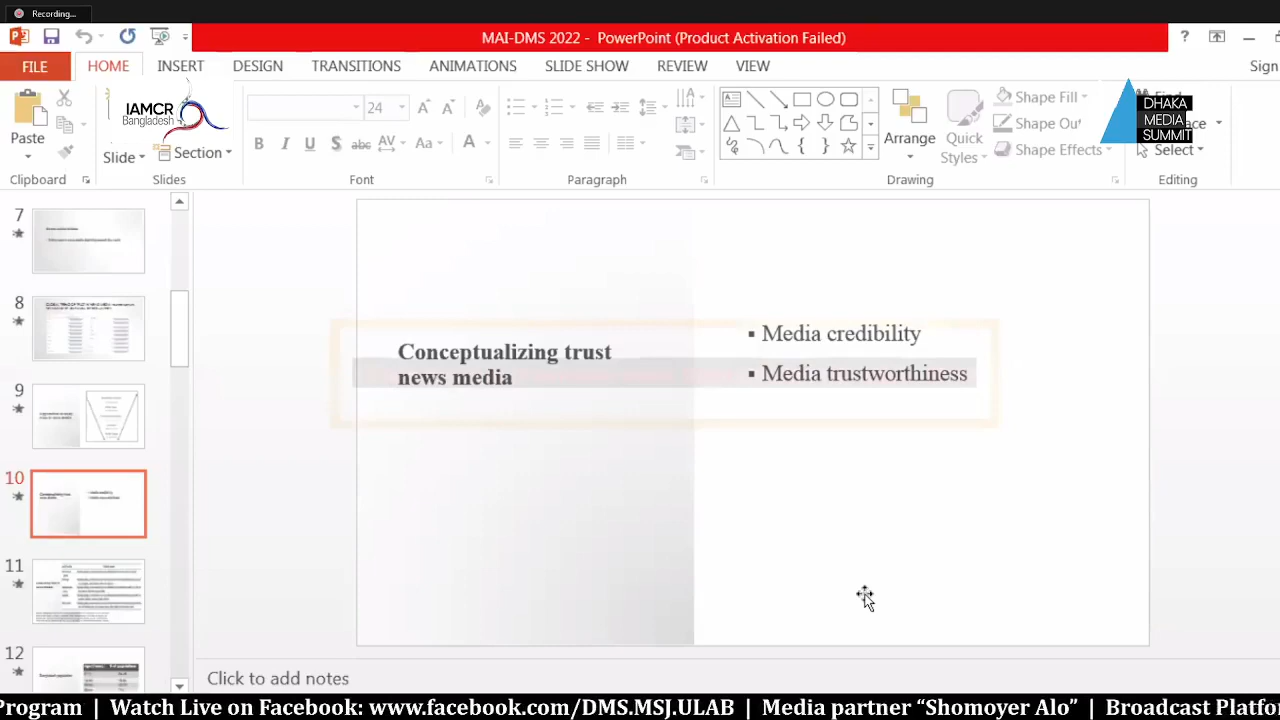 Recording...
MAI-DMS 2022 - PowerPoint (Product Activation Failed)
FILE
HOME
INSERT
DESIGN
TRANSITIONS
ANIMATIONS
SLIDE SHOW
REVIEW
VIEW
Sign
Paste
Slide
Section
IAMCR
Bangladesh
24
Shape Fill
Shape Ou
Shape Effects
Arrange
Quick
Styles
Select
DHAKA
MEDIA
SUMMIT
Clipboard
Slides
Font
Paragraph
Drawing
Editing
7
8
9
10
11
12
Conceptualizing trust
news media
▪ Media credibility
▪ Media trustworthiness
Click to add notes
Program | Watch Live on Facebook: www.facebook.com/DMS.MSJ.ULAB | Media partner “Shomoyer Alo” | Broadcast Platfo